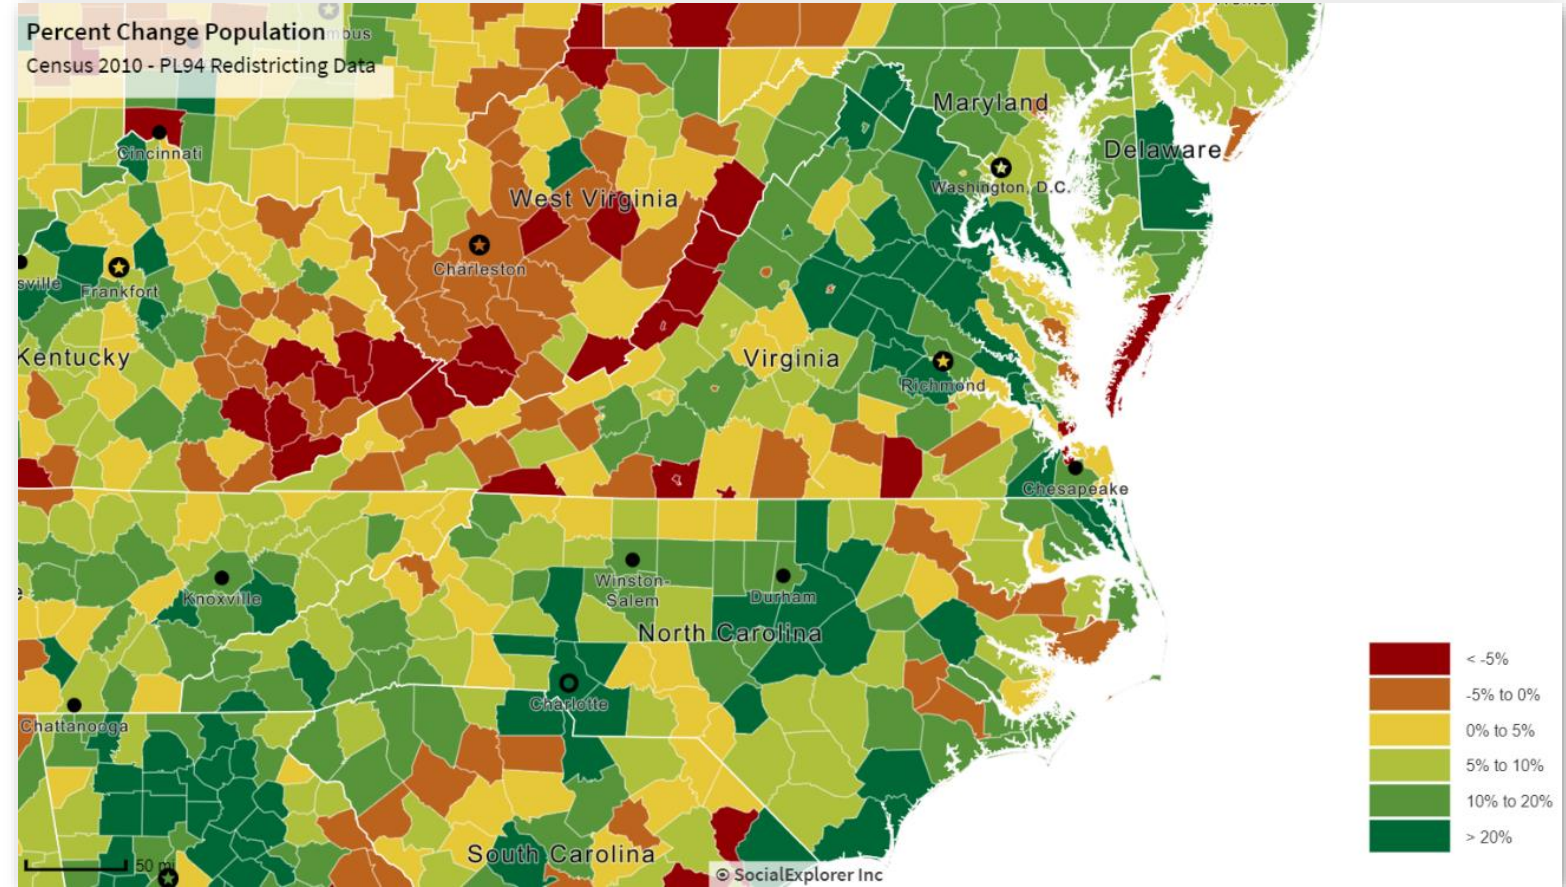 Percent Change Population
Census 2010 - PL94 Redistricting Data
mbus
Maryland
Cincinnati
Delaware
Washington, D.C.
West Virginia
Charleston
sville
Frankfort
Kentucky
Virginia
Richmond
Chesapeake
Winston-
Salem
Durham
Knoxville
e
North Carolina
Charlotte
Chattanooga
South Carolina
50 mi
© SocialExplorer Inc
< -5%
-5% to 0%
0% to 5%
5% to 10%
10% to 20%
> 20%